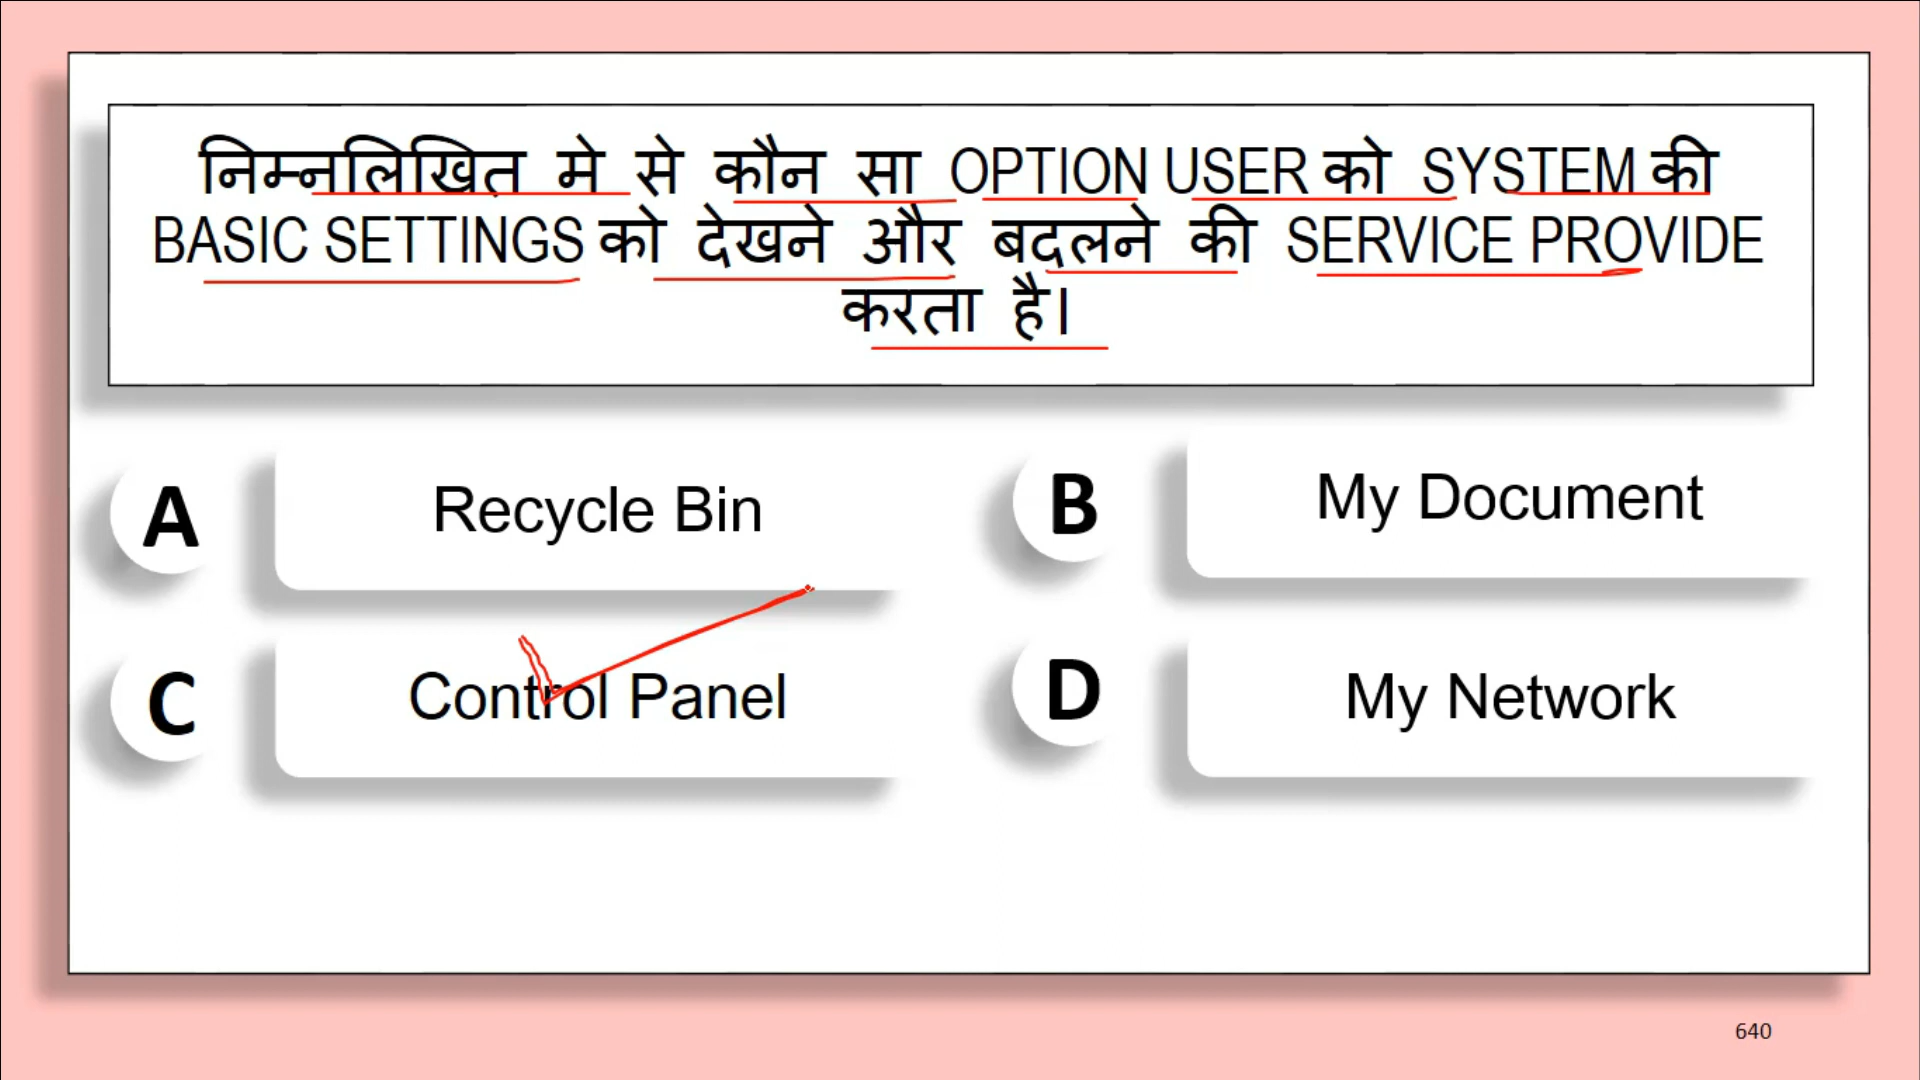 निम्नलिखित मे से कौन सा OPTION USER को SYSTEM की
BASIC SETTINGS को देखने और बदलने की SERVICE PROVIDE
करता है।
A
Recycle Bin
B
My Document
C
Control Panel
D
My Network
640